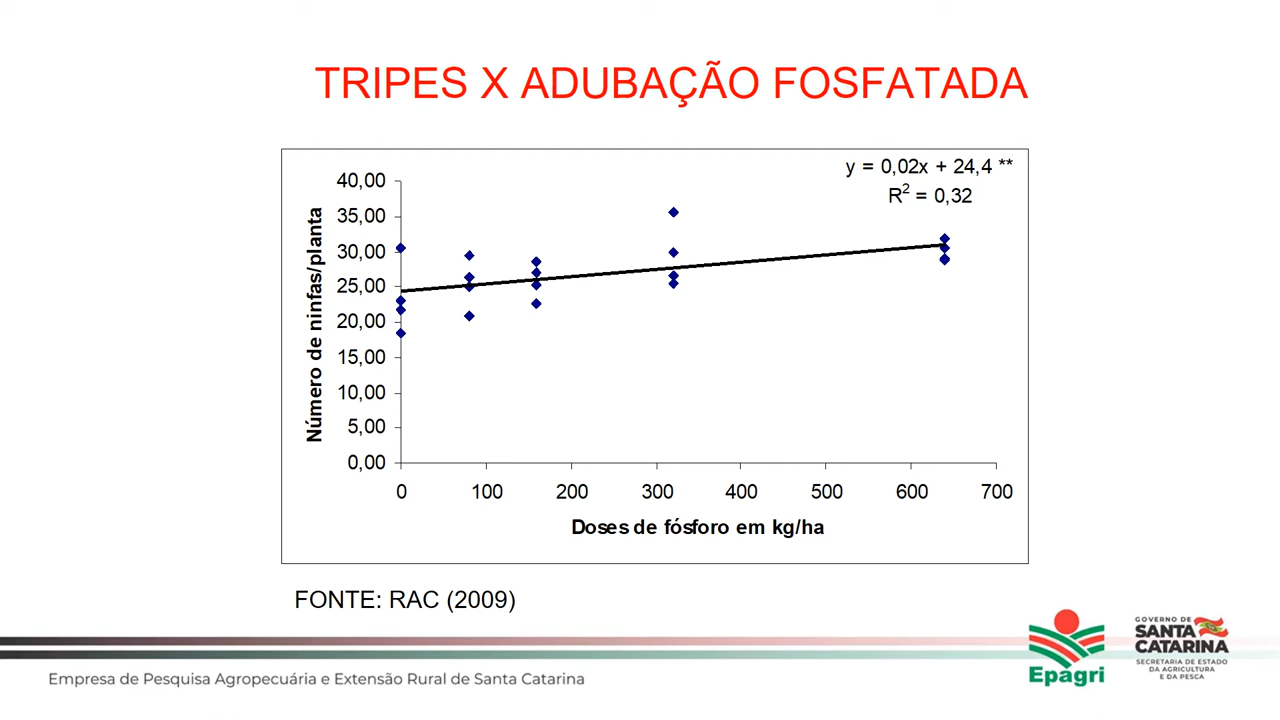 TRIPES X ADUBAÇÃO FOSFATADA
y = 0,02x + 24,4 **
R² = 0,32
Número de ninfas/planta
40,00
35,00
30,00
25,00
20,00
15,00
10,00
5,00
0,00
0 100 200 300 400 500 600 700
Doses de fósforo em kg/ha
FONTE: RAC (2009)
Empresa de Pesquisa Agropecuária e Extensão Rural de Santa Catarina
Epagri
GOVERNO DE
SANTA
CATARINA
SECRETARIA DE ESTADO
DA AGRICULTURA
E DA PESCA